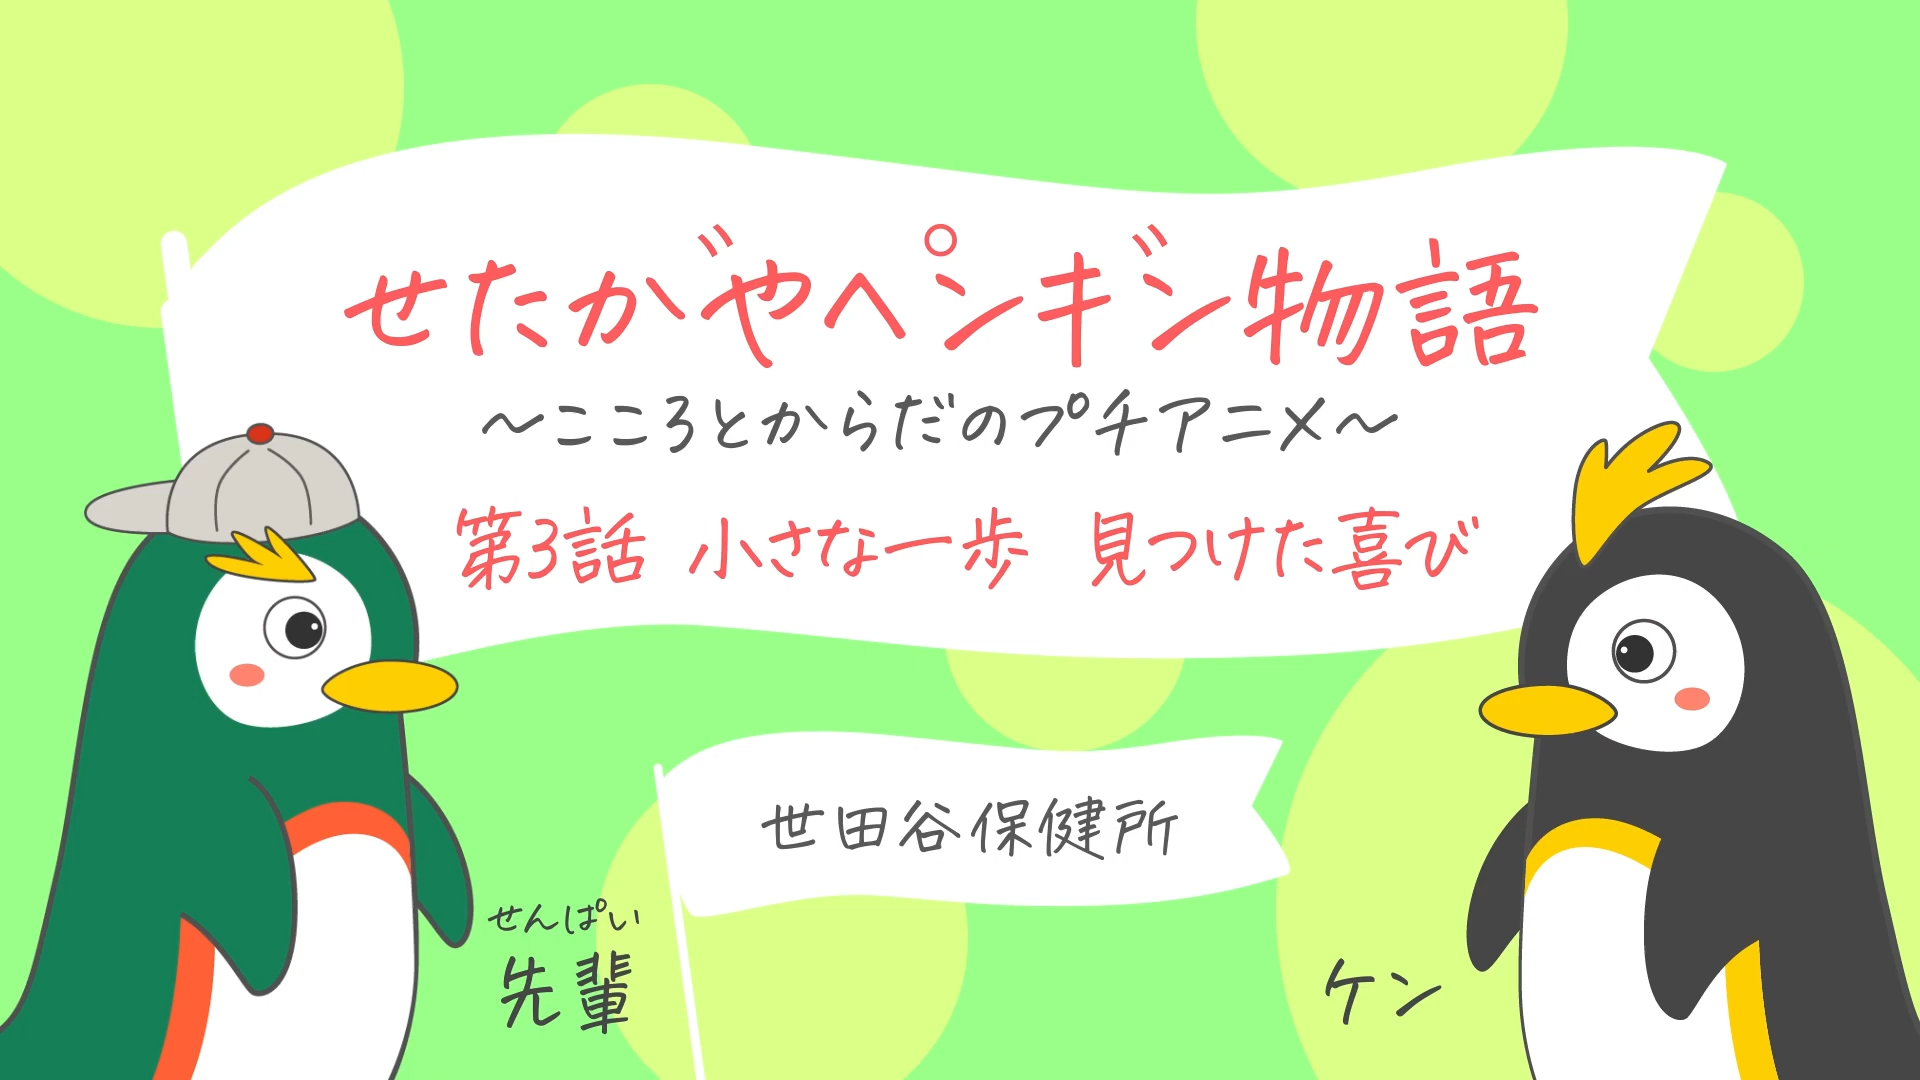 せたがやペンギン物語
～こころとからだのプチアニメ～
第3話 小さな一歩 見つけた喜び
世田谷保健所
せんぱい
先輩
ケン